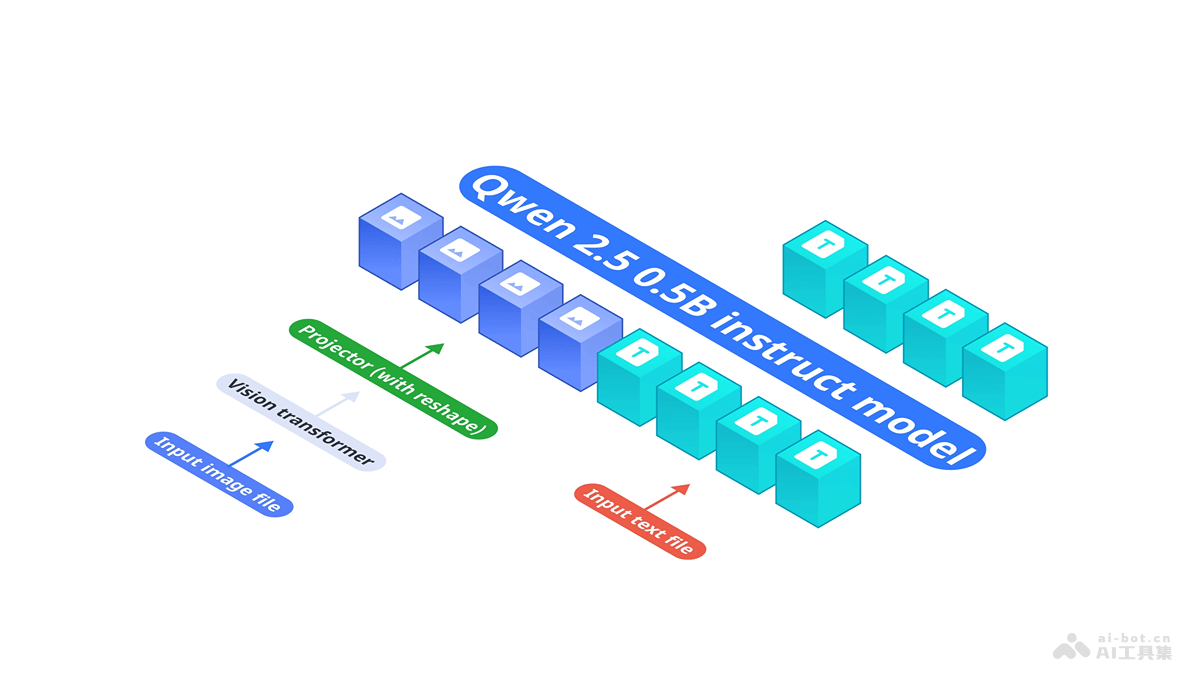 Qwen 2.5 0.5B instruct model
Projector (with reshape)
Vision transformer
Input image file
Input text file
T
T
T
T
T
T
T
T
ai-bot.cn
AI工具集